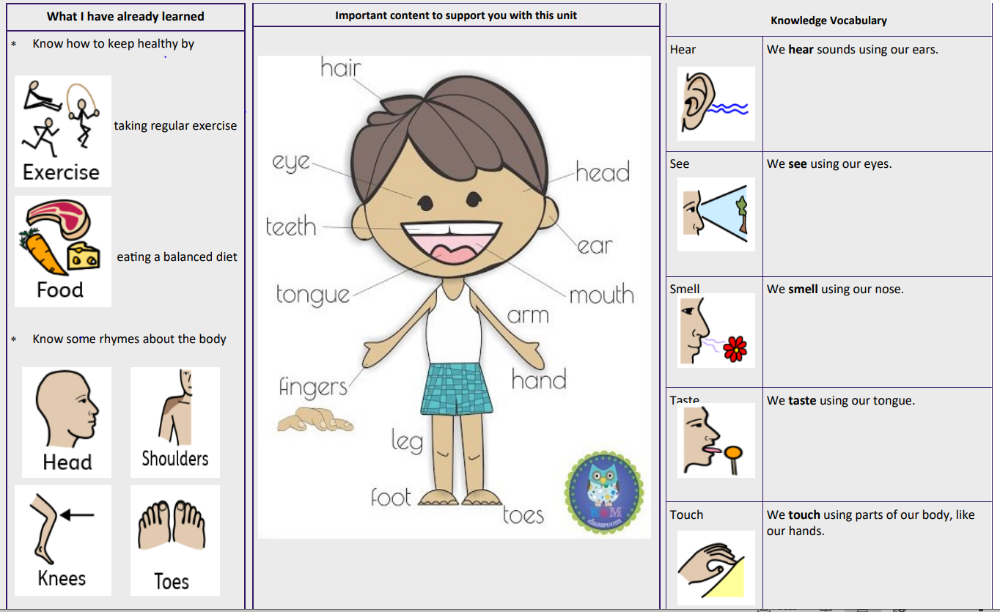 What I have already learned
* Know how to keep healthy by
Exercise
taking regular exercise
Food
eating a balanced diet
* Know some rhymes about the body
Head
Shoulders
Knees
Toes
Important content to support you with this unit
hair
eye
head
teeth
ear
tongue
mouth
arm
fingers
hand
leg
foot
toes
classroom
Knowledge Vocabulary
Hear
We hear sounds using our ears.
See
We see using our eyes.
Smell
We smell using our nose.
Taste
We taste using our tongue.
Touch
We touch using parts of our body, like
our hands.